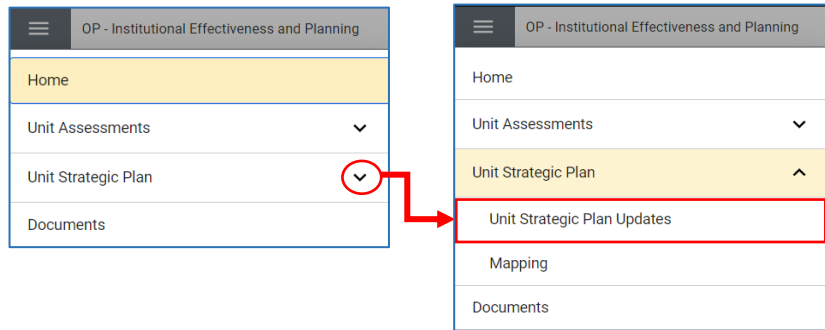 OP - Institutional Effectiveness and Planning
Home
Unit Assessments
Unit Strategic Plan
Documents
OP - Institutional Effectiveness and Planning
Home
Unit Assessments
Unit Strategic Plan
Unit Strategic Plan Updates
Mapping
Documents